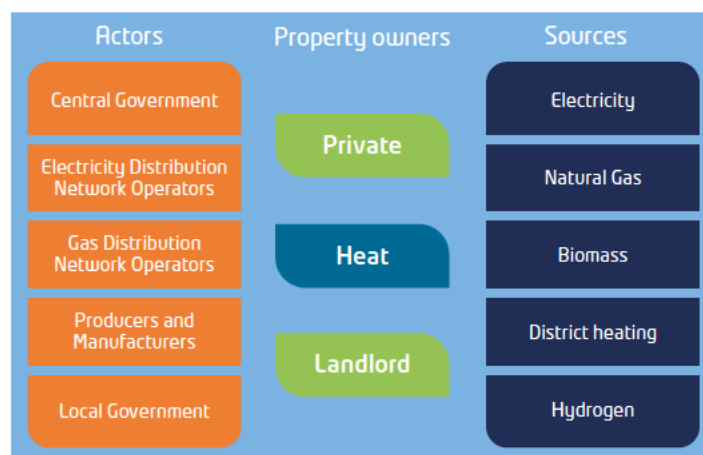 Actors
Property owners
Sources
Central Government
Electricity Distribution
Network Operators
Gas Distribution
Network Operators
Producers and
Manufacturers
Local Government
Private
Heat
Landlord
Electricity
Natural Gas
Biomass
District heating
Hydrogen